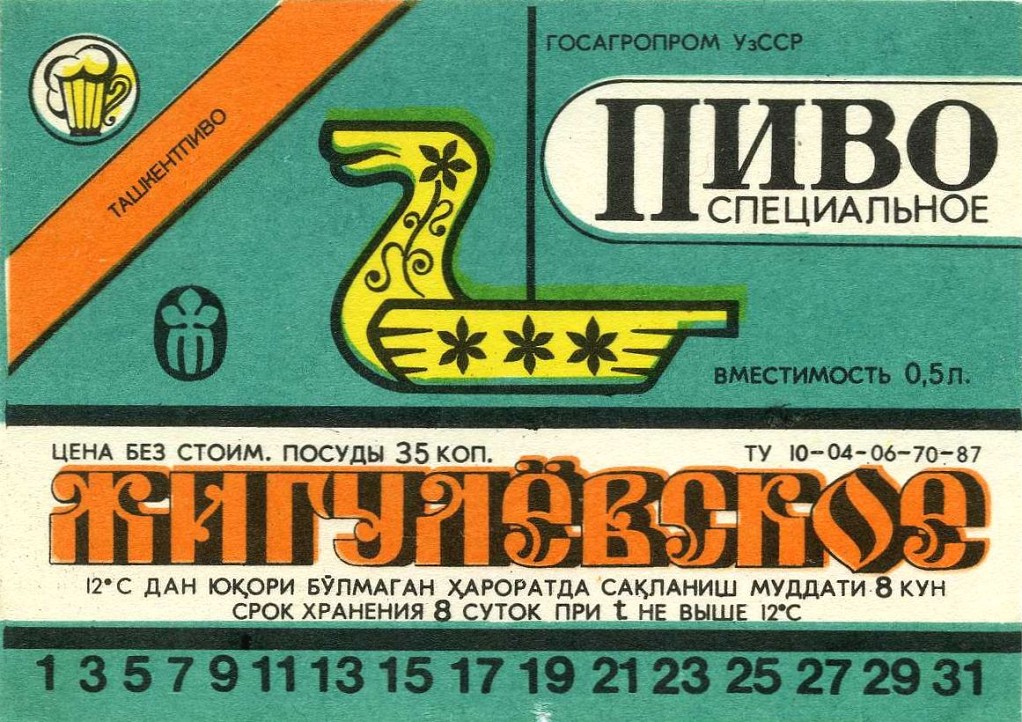 ТАШКЕНТПИВО
ГОСАГРОПРОМ УзССР
ПИВО
СПЕЦИАЛЬНОЕ
ВМЕСТИМОСТЬ 0,5 л.
ЦЕНА БЕЗ СТОИМ. ПОСУДЫ 35 КОП.
ТУ 10-04-06-70-87
ЖИГУЛЁВСКОЕ
12°С ДАН ЮҚОРИ БЎЛМАГАН ҲАРОРАТДА САҚЛАНИШ МУДДАТИ 8 КУН
СРОК ХРАНЕНИЯ 8 СУТОК ПРИ t НЕ ВЫШЕ 12°С
1 3 5 7 9 11 13 15 17 19 21 23 25 27 29 31